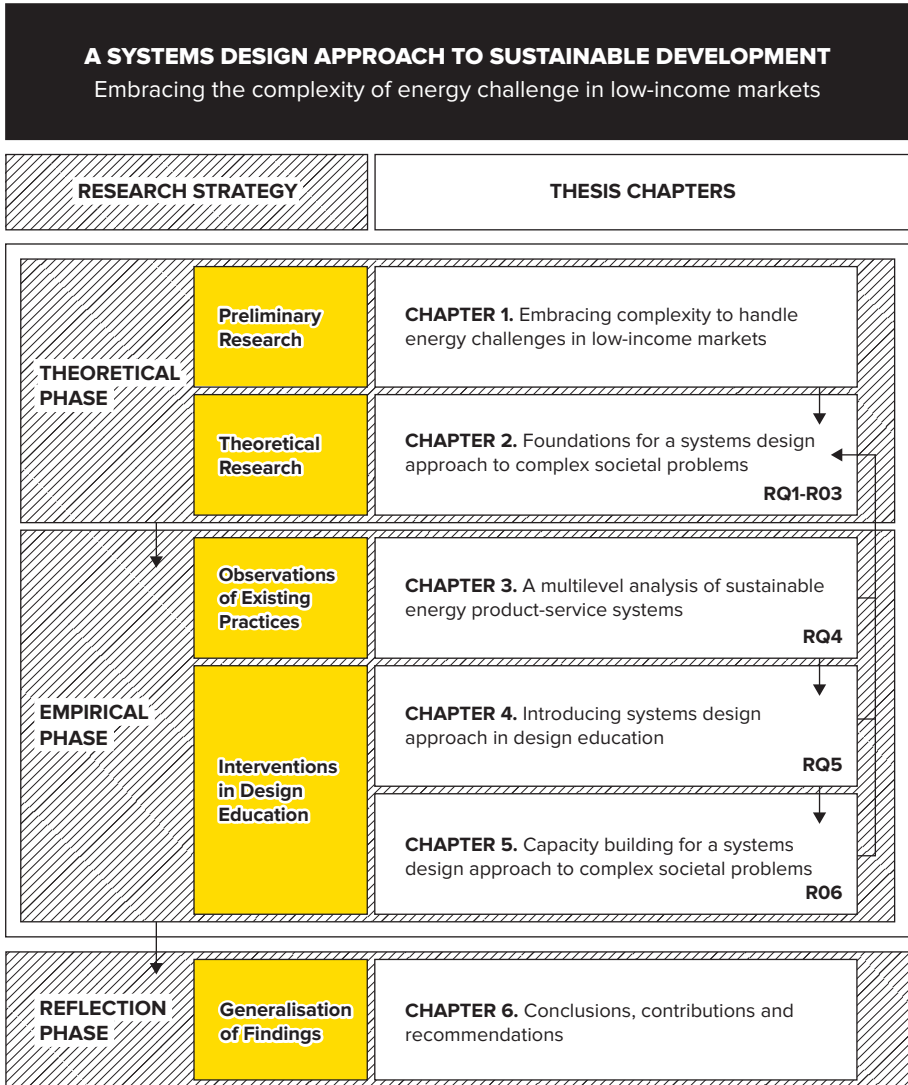 A SYSTEMS DESIGN APPROACH TO SUSTAINABLE DEVELOPMENT
Embracing the complexity of energy challenge in low-income markets
RESEARCH STRATEGY
THESIS CHAPTERS
THEORETICAL
PHASE
Preliminary
Research
CHAPTER 1. Embracing complexity to handle
energy challenges in low-income markets
Theoretical
Research
CHAPTER 2. Foundations for a systems design
approach to complex societal problems
RQ1-R03
EMPIRICAL
PHASE
Observations
of Existing
Practices
CHAPTER 3. A multilevel analysis of sustainable
energy product-service systems
RQ4
Interventions
in Design
Education
CHAPTER 4. Introducing systems design
approach in design education
RQ5
CHAPTER 5. Capacity building for a systems
design approach to complex societal problems
R06
REFLECTION
PHASE
Generalisation
of Findings
CHAPTER 6. Conclusions, contributions and
recommendations